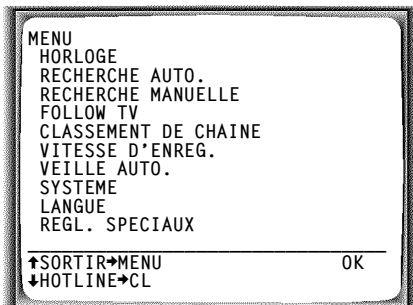 MENU
HORLOGE
RECHERCHE AUTO.
RECHERCHE MANUELLE
FOLLOW TV
CLASSEMENT DE CHAINE
VITESSE D'ENREG.
VEILLE AUTO.
SYSTEME
LANGUE
REGL. SPECIAUX
↑SORTIR→MENU OK
↓HOTLINE→CL